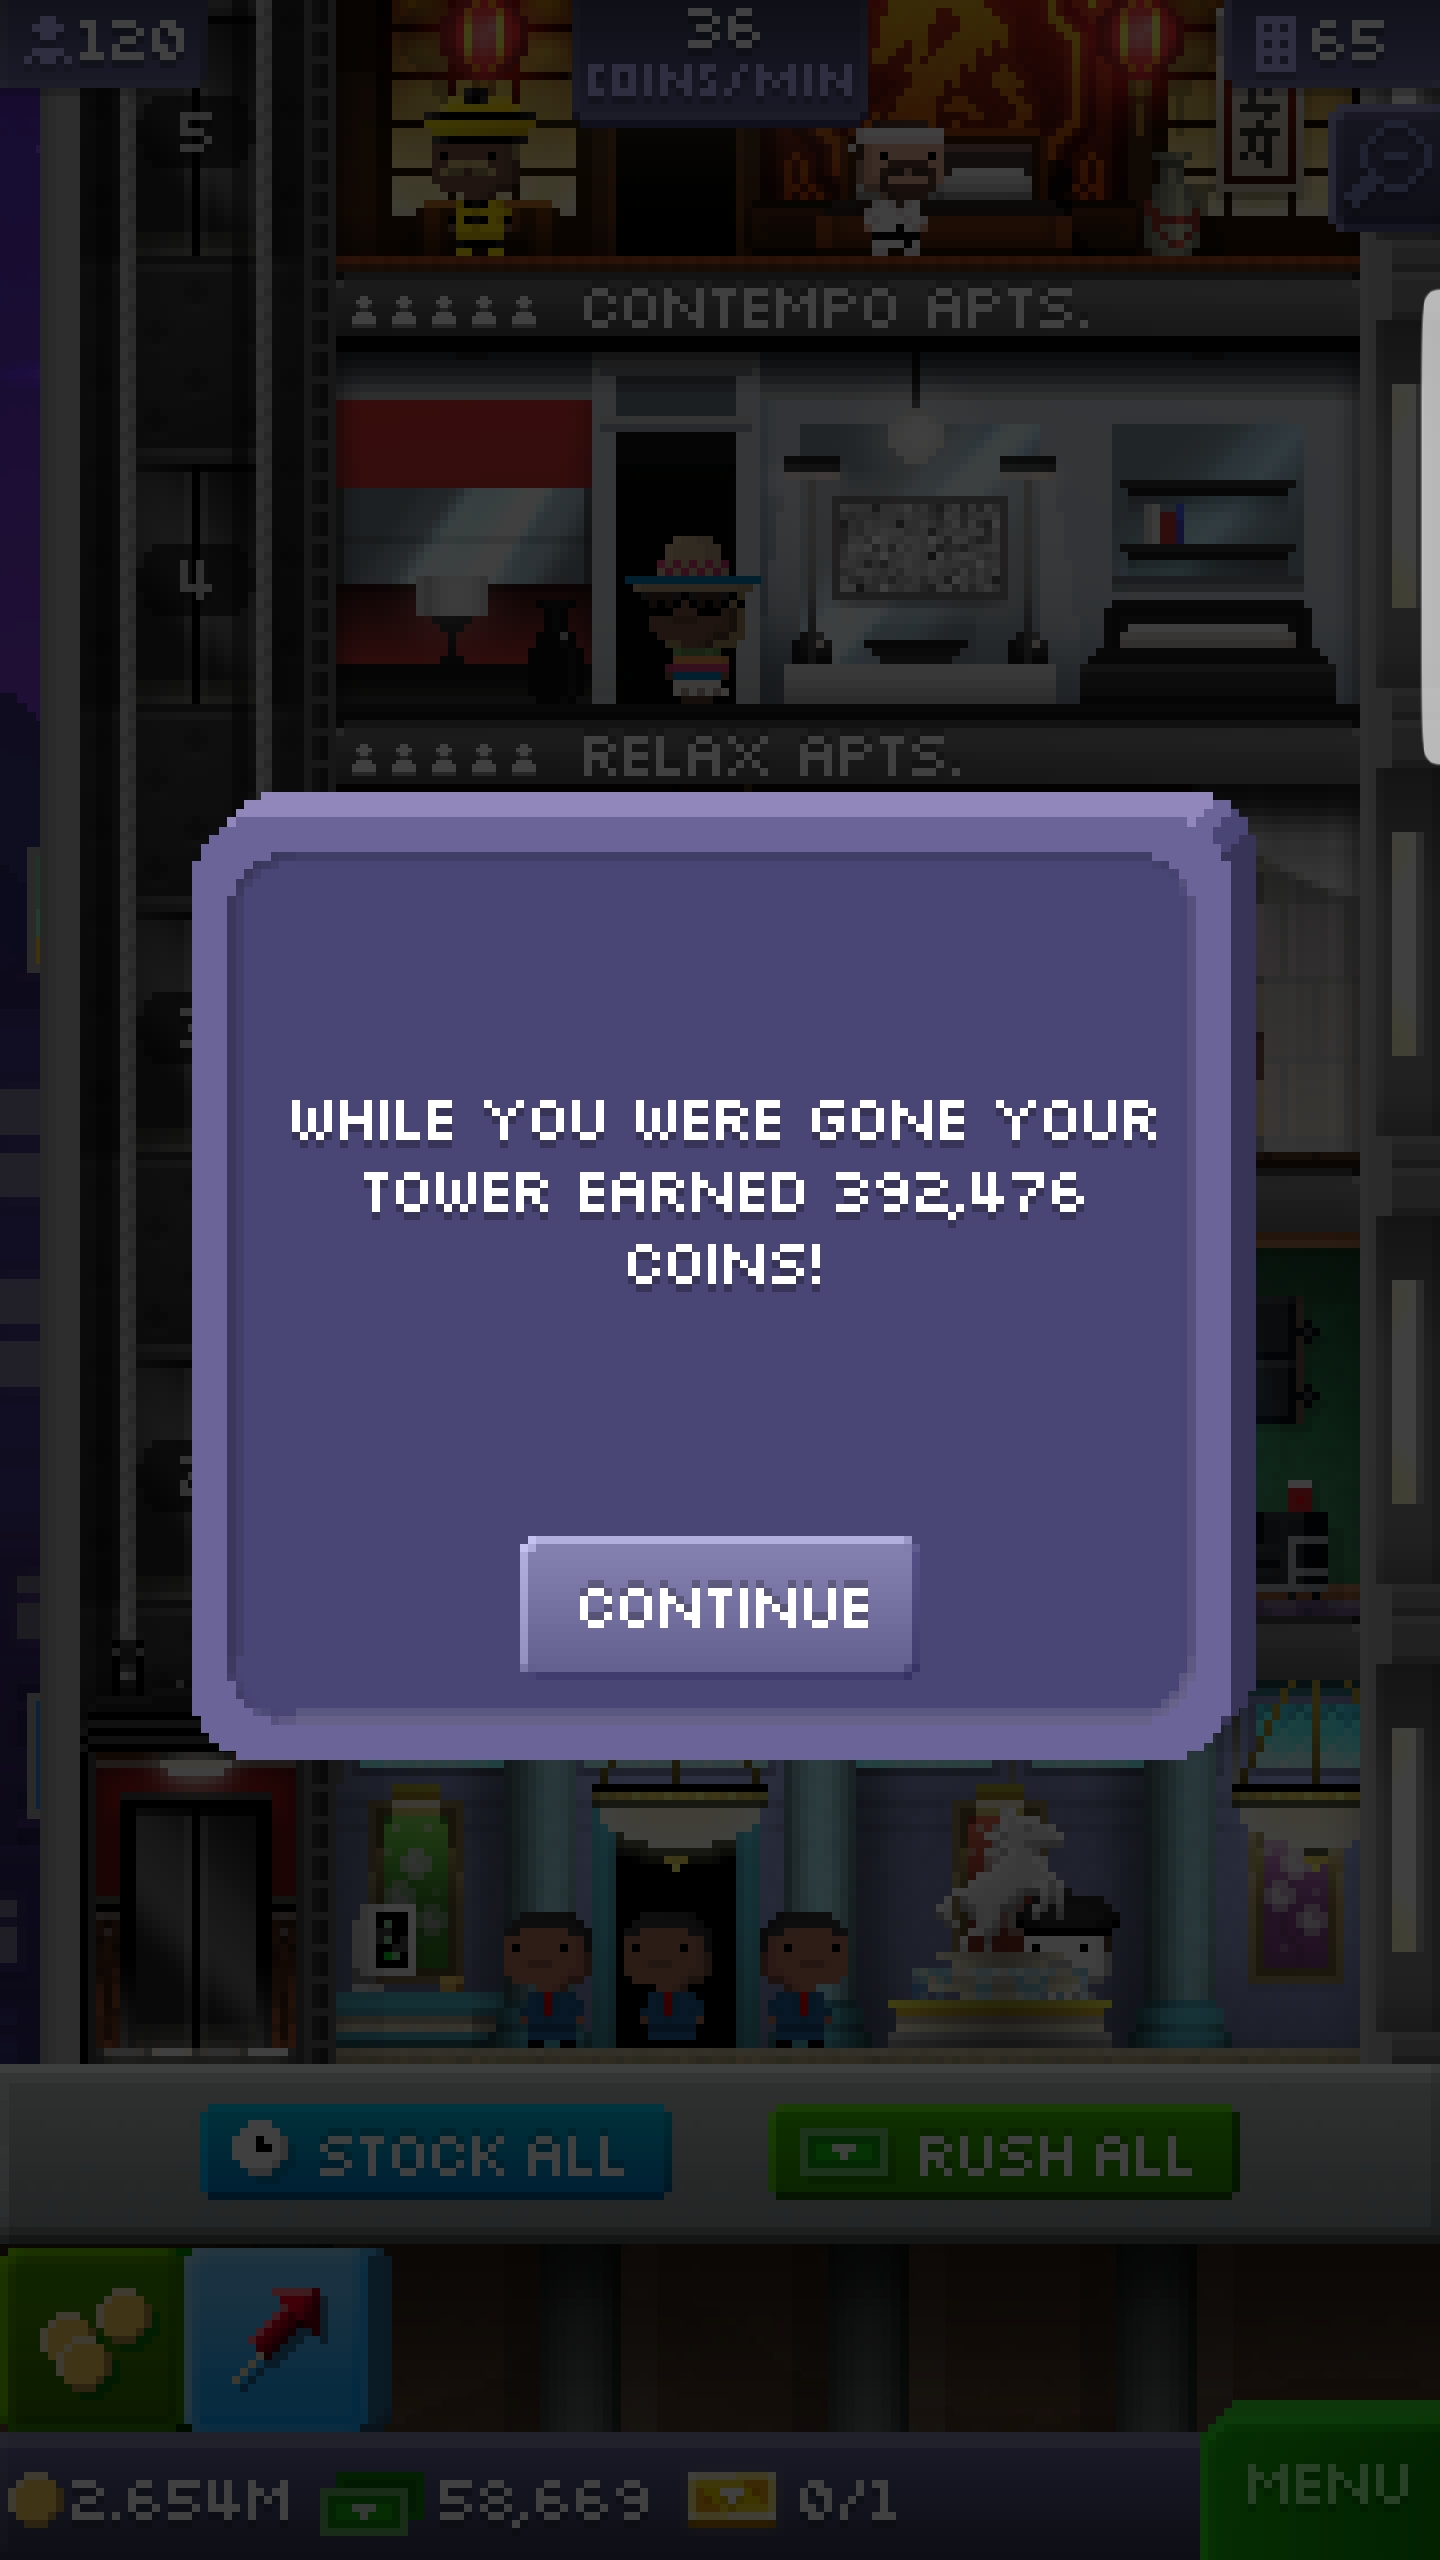 120
36
COINS/MIN
65
5
CONTEMPO APTS.
4
RELAX APTS.
WHILE YOU WERE GONE YOUR
TOWER EARNED 392,476
COINS!
CONTINUE
STOCK ALL
RUSH ALL
2.654M
58,669
0/1
MENU